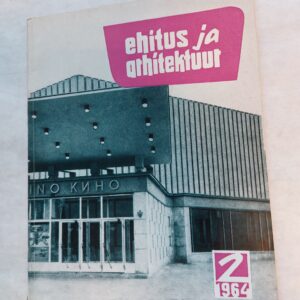 ehitus ja
arhitektuur
KINO КИНО
2
1964